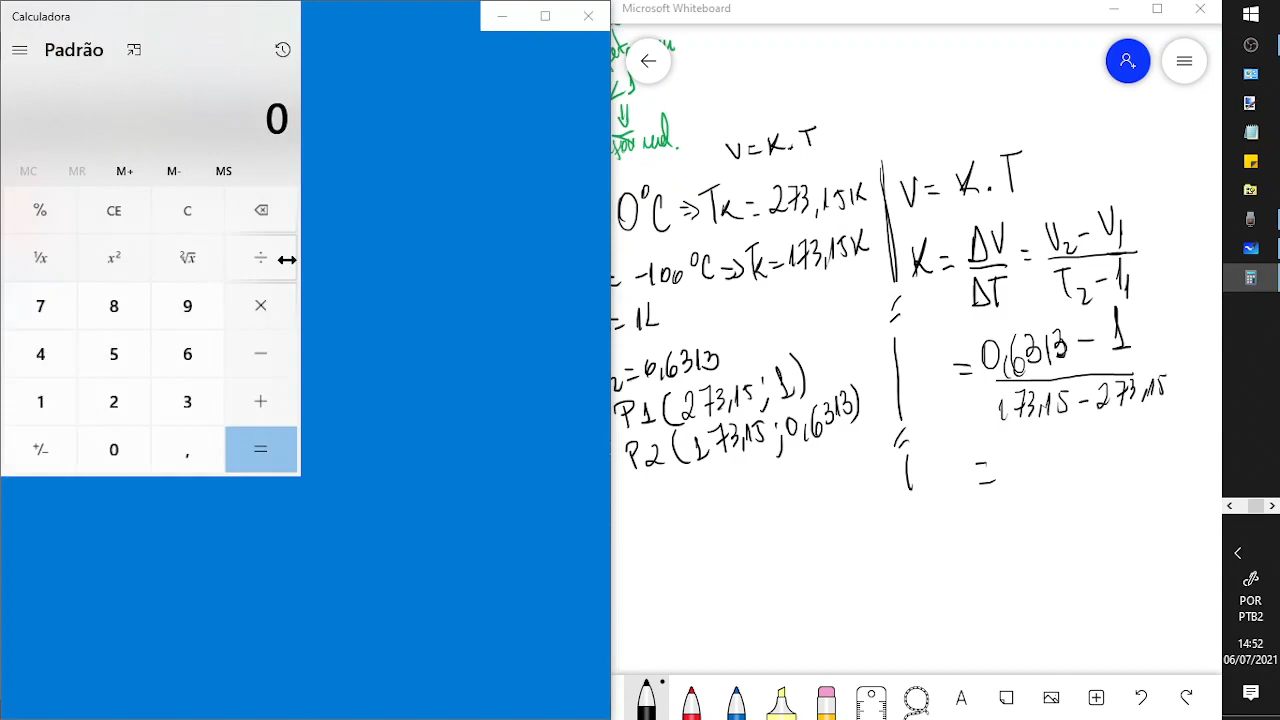 Calculadora
Padrão
0
MC MR M+ M- MS
% CE C
¹/x x² ²√x ÷
7 8 9 ×
4 5 6 −
1 2 3 +
+/- 0 , =
Microsoft Whiteboard
V = K . T
0°C ⇒ Tk = 273,15K
= -100°C ⇒ Tk = 173,15K
= 1L
2 = 0,6313
P1 (273,15 ; 1)
P2 (173,15 ; 0,6313)
V = K . T
K = ΔV/ΔT = V2 - V1 / T2 - T1
= 0,6313 - 1 / 173,15 - 273,15
=
A
POR
PTB2
14:52
06/07/2021